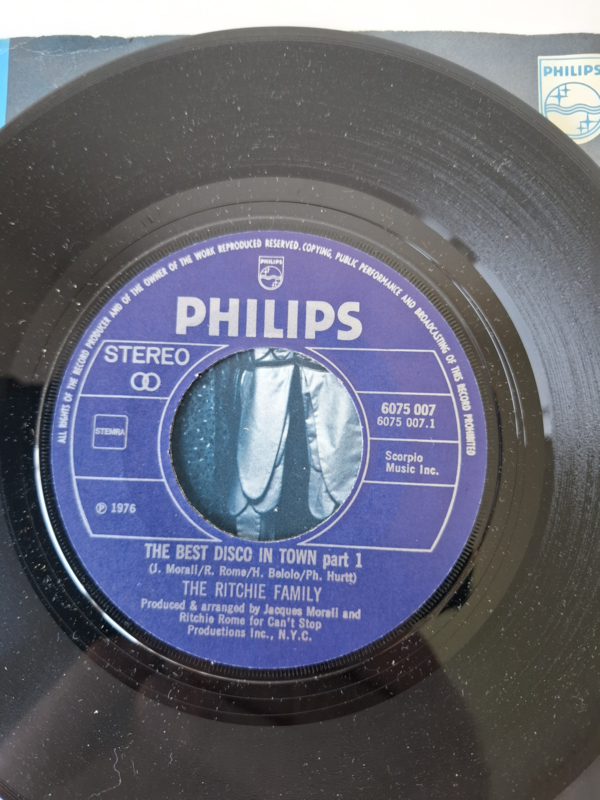 PHILIPS
ALL RIGHTS OF THE RECORD PRODUCER AND OF THE OWNER OF THE WORK REPRODUCED RESERVED. COPYING, PUBLIC PERFORMANCE AND BROADCASTING OF THIS RECORD PROHIBITED
PHILIPS
PHILIPS
STEREO
6075 007
6075 007.1
STEMRA
Scorpio
Music Inc.
℗ 1976
THE BEST DISCO IN TOWN part 1
(J. Morali/R. Rome/H. Belolo/Ph. Hurtt)
THE RITCHIE FAMILY
Produced & arranged by Jacques Morali and
Ritchie Rome for Can't Stop
Productions Inc., N.Y.C.